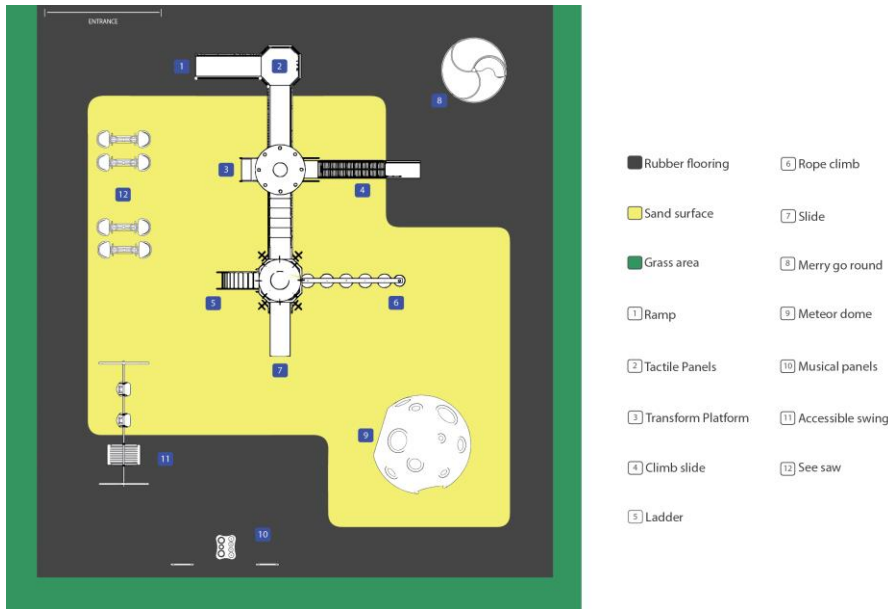 ENTRANCE
1
2
8
3
4
12
5
6
7
9
11
10
Rubber flooring
Sand surface
Grass area
1 Ramp
2 Tactile Panels
3 Transform Platform
4 Climb slide
5 Ladder
6 Rope climb
7 Slide
8 Merry go round
9 Meteor dome
10 Musical panels
11 Accessible swing
12 See saw